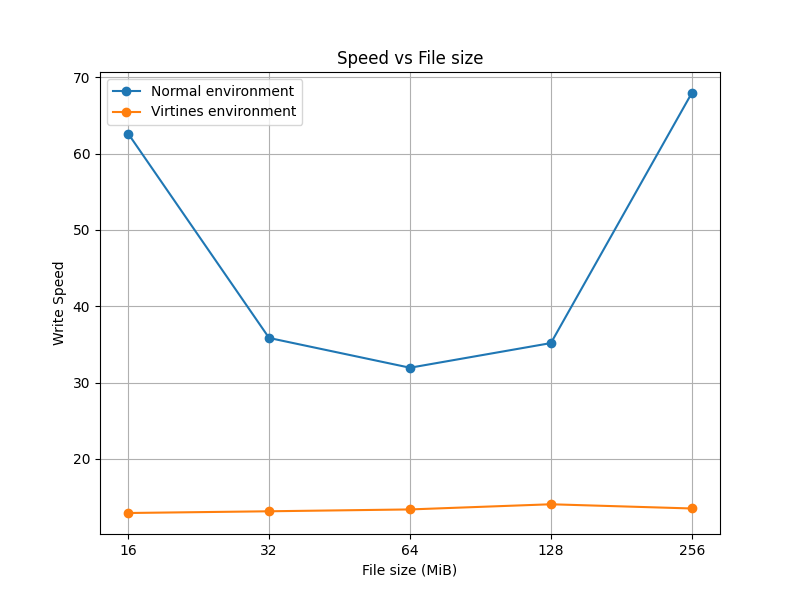 Speed vs File size
Normal environment
Virtines environment
70
60
50
40
30
20
Write Speed
16 32 64 128 256
File size (MiB)